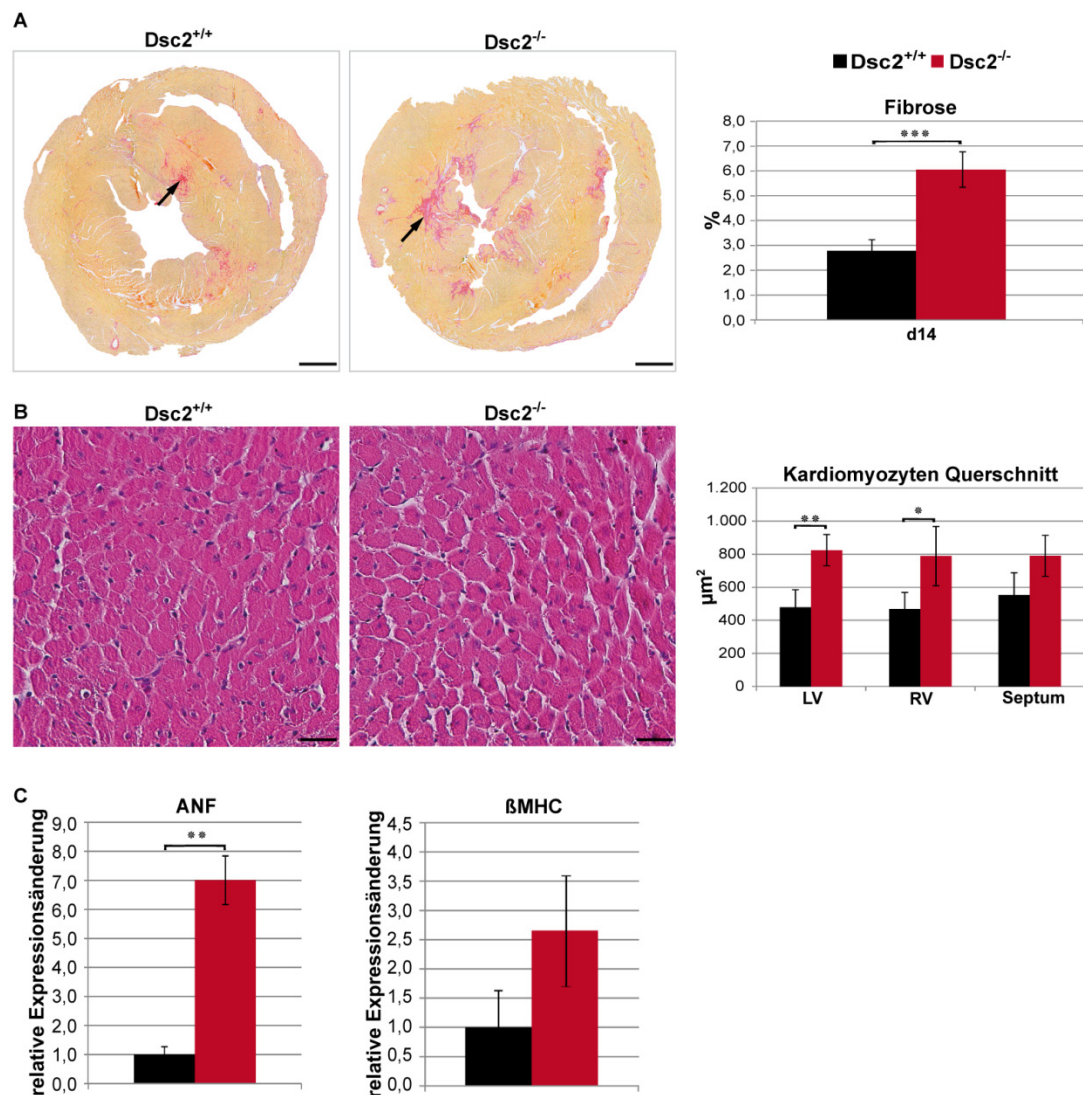 A
Dsc2+/+
Dsc2-/-
Dsc2+/+ Dsc2-/-
Fibrose
8,0
7,0
6,0
5,0
4,0
3,0
2,0
1,0
0,0
%
***
d14
B
Dsc2+/+
Dsc2-/-
Kardiomyozyten Querschnitt
1.200
1.000
800
600
400
200
0
µm²
**
*
LV
RV
Septum
C
ANF
9,0
8,0
7,0
6,0
5,0
4,0
3,0
2,0
1,0
0,0
relative Expressionsänderung
**
ßMHC
4,5
4,0
3,5
3,0
2,5
2,0
1,5
1,0
0,5
0,0
relative Expressionsänderung